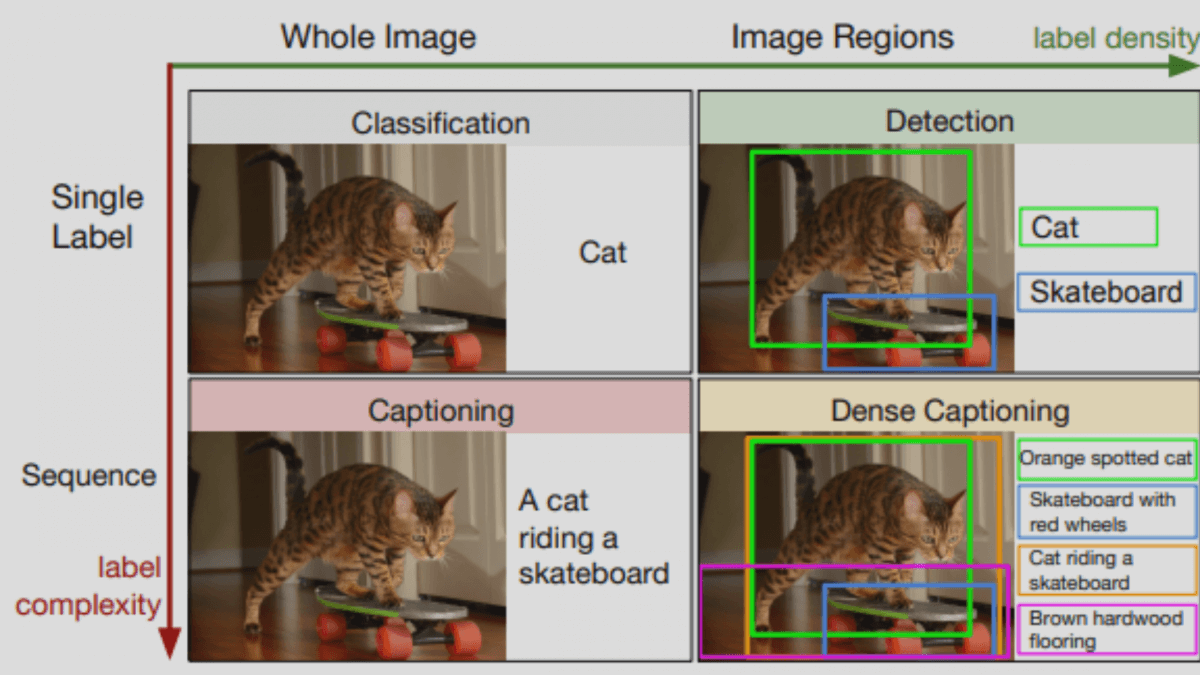 Whole Image
Image Regions
label density
Classification
Detection
Single
Label
Cat
Cat
Skateboard
Captioning
Dense Captioning
Sequence
label
complexity
A cat
riding a
skateboard
Orange spotted cat
Skateboard with
red wheels
Cat riding a
skateboard
Brown hardwood
flooring